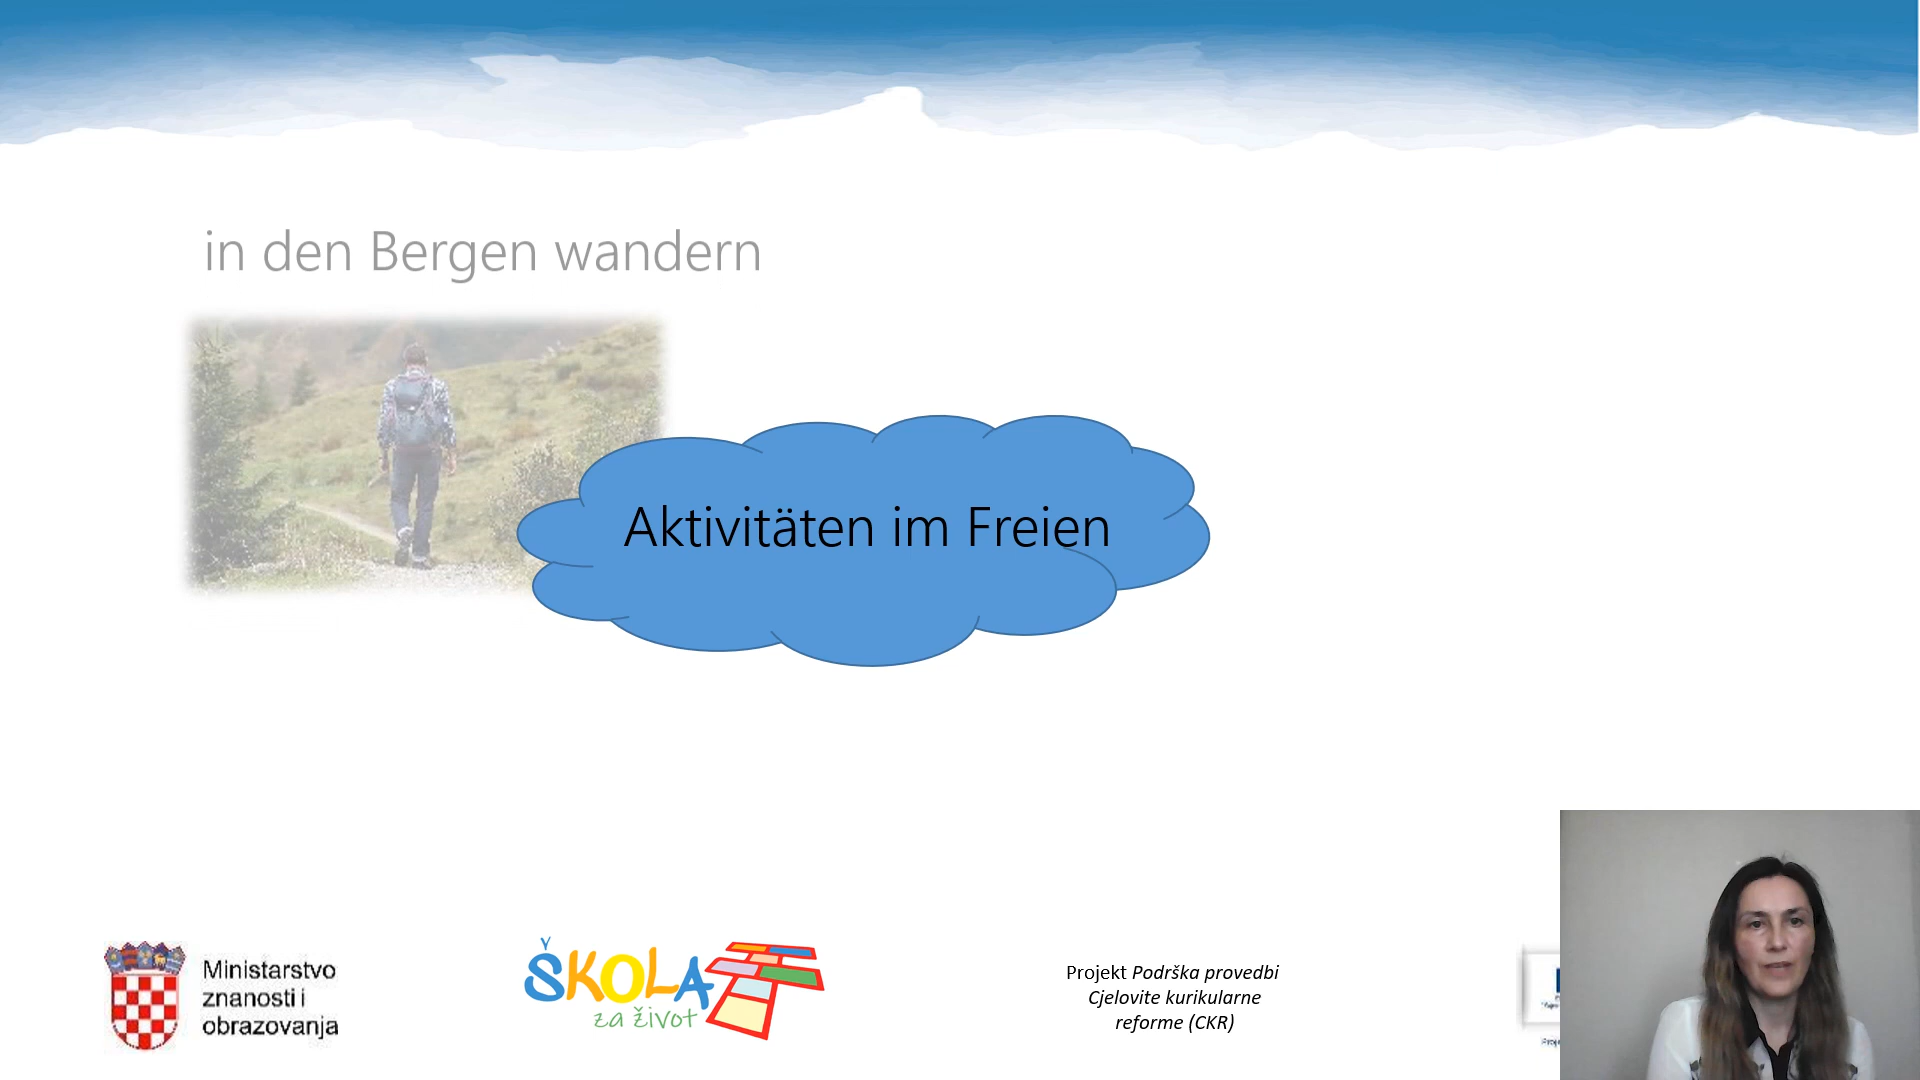 in den Bergen wandern
Aktivitäten im Freien
Ministarstvo
znanosti i
obrazovanja
ŠKOLA
za život
Projekt Podrška provedbi
Cjelovite kurikularne
reforme (CKR)